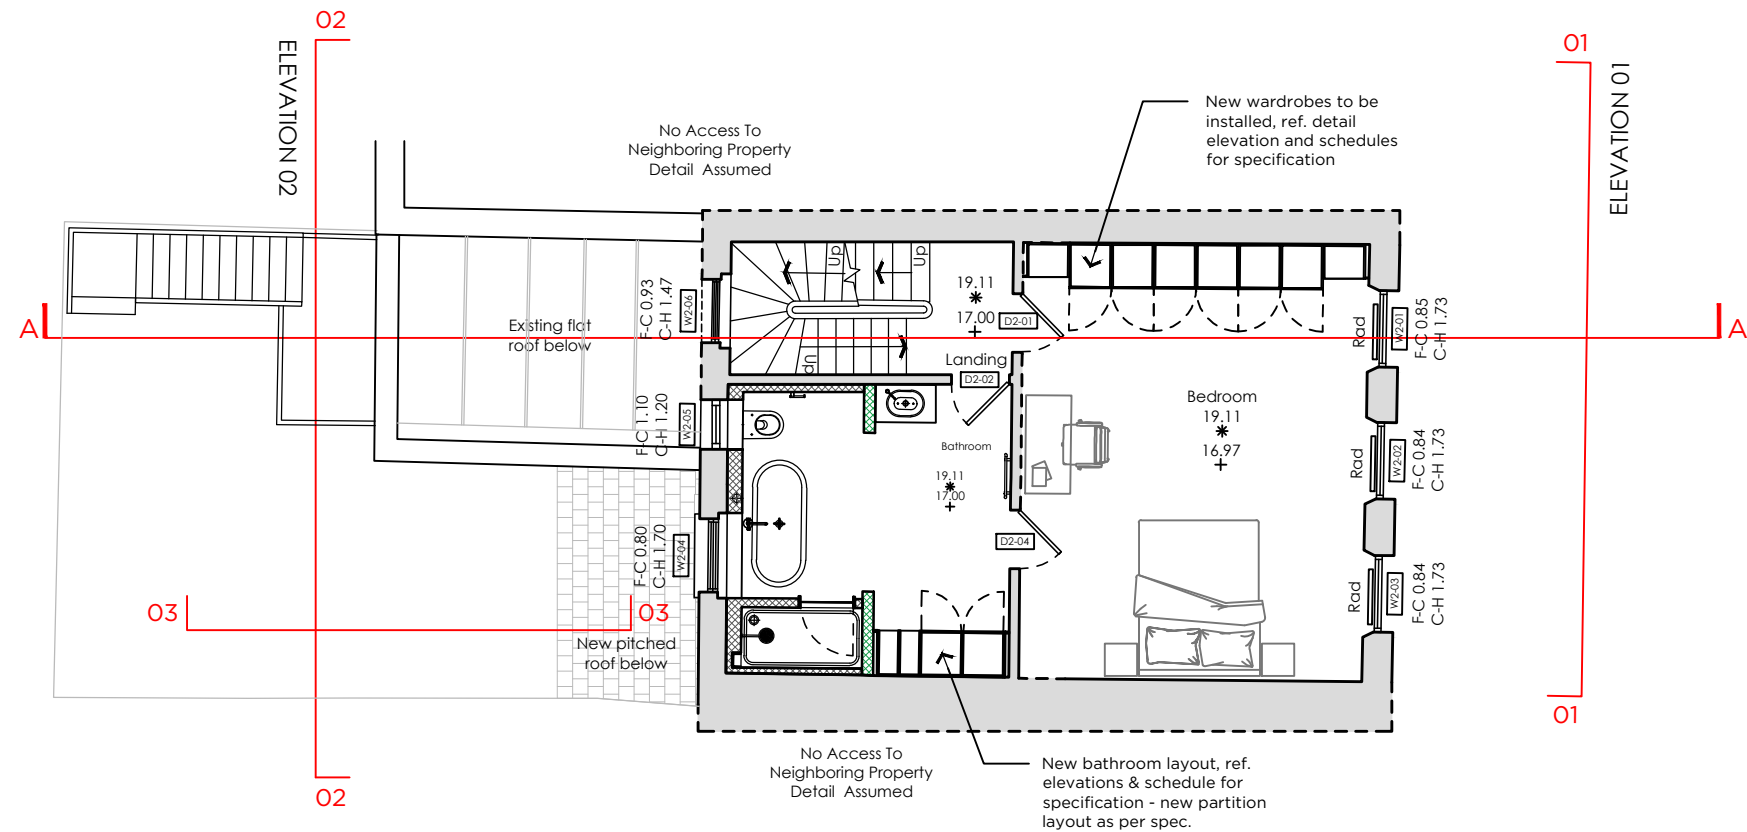 02
ELEVATION 02
01
ELEVATION 01
New wardrobes to be
installed, ref. detail
elevation and schedules
for specification
No Access To
Neighboring Property
Detail Assumed
A
Existing flat
roof below
F-C 0.93
C-H 1.47
W2-06
Up
Up
Up
19.11
17.00
Landing
D2-01
D2-02
Rad
W2-01
F-C 0.85
C-H 1.73
A
F-C 1.10
C-H 1.20
W2-05
Bathroom
19.11
17.00
Bedroom
19.11
16.97
Rad
W2-02
F-C 0.84
C-H 1.73
F-C 0.80
C-H 1.70
W2-04
D2-04
Rad
W2-03
F-C 0.84
C-H 1.73
03
03
New pitched
roof below
02
01
No Access To
Neighboring Property
Detail Assumed
New bathroom layout, ref.
elevations & schedule for
specification - new partition
layout as per spec.